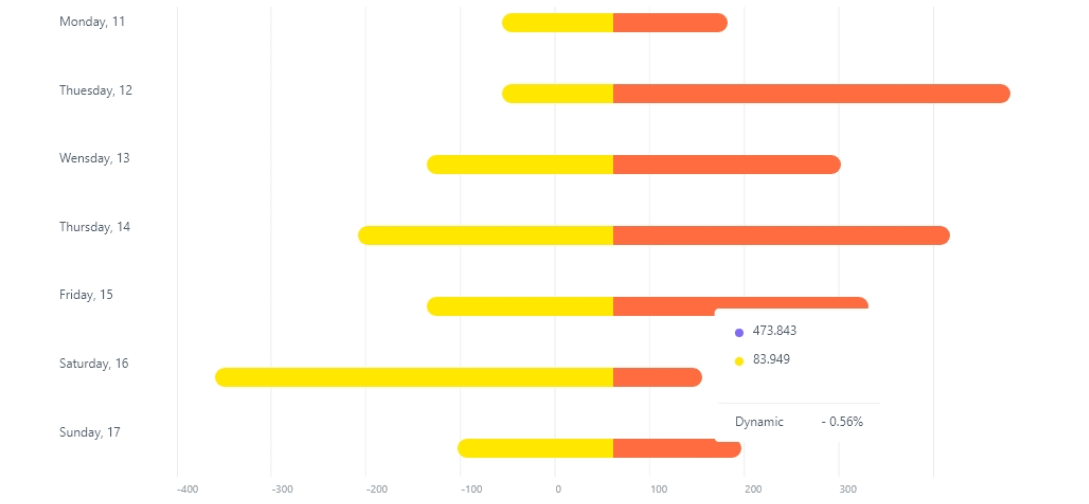 Monday, 11
Thuesday, 12
Wensday, 13
Thursday, 14
Friday, 15
473.843
83.949
Saturday, 16
Dynamic - 0.56%
Sunday, 17
-400 -300 -200 -100 0 100 200 300